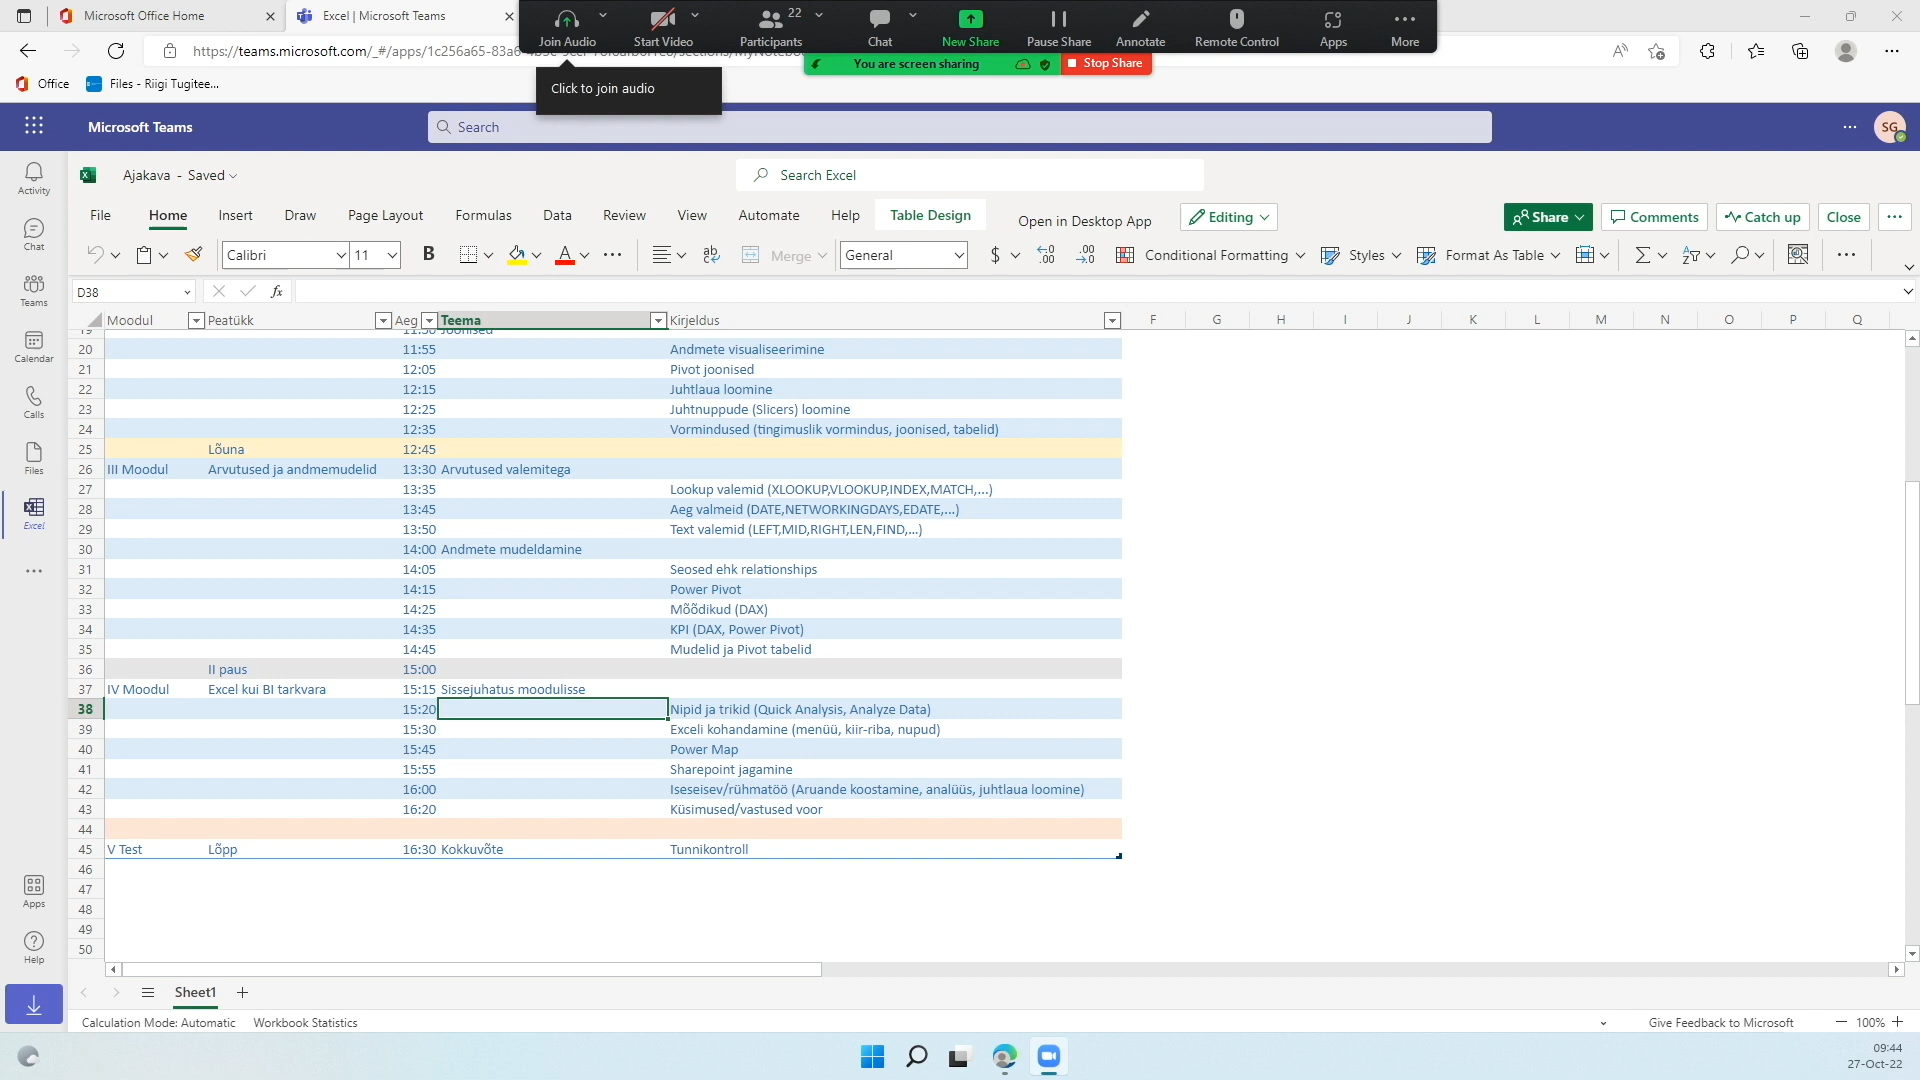 Microsoft Office Home
Excel | Microsoft Teams
Join Audio
Start Video
22
Participants
Chat
New Share
Pause Share
Annotate
Remote Control
Apps
More
https://teams.microsoft.com/_#/apps/1c256a65-83a6
You are screen sharing
Stop Share
Click to join audio
Office
Files - Riigi Tugitee...
Microsoft Teams
Search
SG
Activity
Chat
Teams
Calendar
Calls
Files
Excel
Apps
Help
Ajakava - Saved
Search Excel
File Home Insert Draw Page Layout Formulas Data Review View Automate Help Table Design Open in Desktop App Editing Share Comments Catch up Close
Calibri 11 B A ab Merge General $ Conditional Formatting Styles Format As Table
D38 fx
Moodul Peatükk Aeg Teema Kirjeldus F G H I J K L M N O P Q
19 11:50 Joonised
20 11:55 Andmete visualiseerimine
21 12:05 Pivot joonised
22 12:15 Juhtlaua loomine
23 12:25 Juhtnuppude (Slicers) loomine
24 12:35 Vormindused (tingimuslik vormindus, joonised, tabelid)
25 Lõuna 12:45
26 III Moodul Arvutused ja andmemudelid 13:30 Arvutused valemitega
27 13:35 Lookup valemid (XLOOKUP,VLOOKUP,INDEX,MATCH,...)
28 13:45 Aeg valmeid (DATE,NETWORKINGDAYS,EDATE,...)
29 13:50 Text valemid (LEFT,MID,RIGHT,LEN,FIND,...)
30 14:00 Andmete mudeldamine
31 14:05 Seosed ehk relationships
32 14:15 Power Pivot
33 14:25 Mõõdikud (DAX)
34 14:35 KPI (DAX, Power Pivot)
35 14:45 Mudelid ja Pivot tabelid
36 II paus 15:00
37 IV Moodul Excel kui BI tarkvara 15:15 Sissejuhatus moodulisse
38 15:20 Nipid ja trikid (Quick Analysis, Analyze Data)
39 15:30 Exceli kohandamine (menüü, kiir-riba, nupud)
40 15:45 Power Map
41 15:55 Sharepoint jagamine
42 16:00 Iseseisev/rühmatöö (Aruande koostamine, analüüs, juhtlaua loomine)
43 16:20 Küsimused/vastused voor
44
45 V Test Lõpp 16:30 Kokkuvõte Tunnikontroll
46
47
48
49
50
Sheet1
Calculation Mode: Automatic Workbook Statistics
Give Feedback to Microsoft
100%
09:44
27-Oct-22